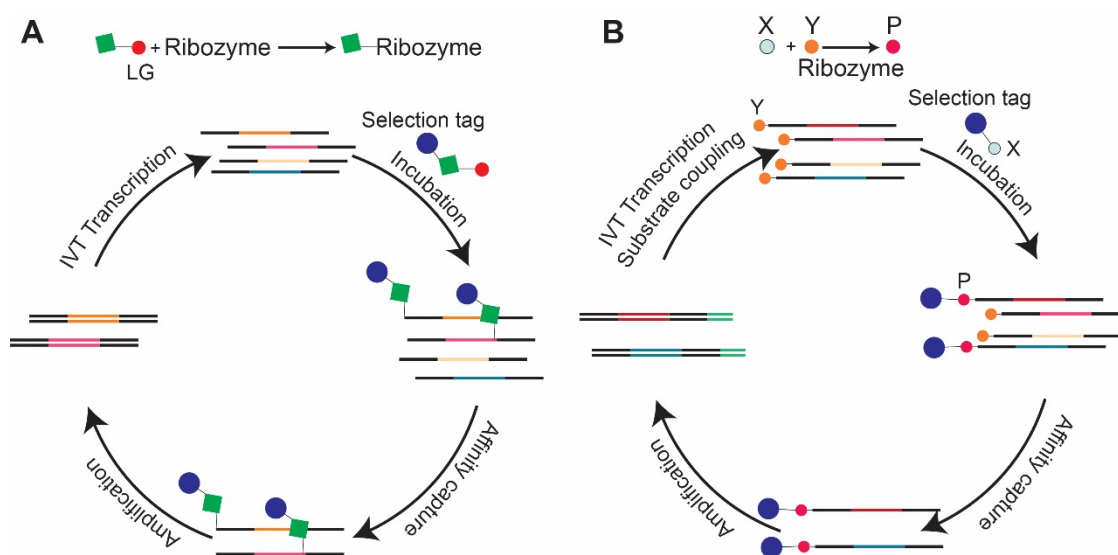 A
+Ribozyme
Ribozyme
LG
Selection tag
Incubation
IVT Transcription
Affinity capture
Amplification
B
X + Y P
Ribozyme
Y
Selection tag
X
Incubation
IVT Transcription
Substrate coupling
P
Affinity capture
Amplification